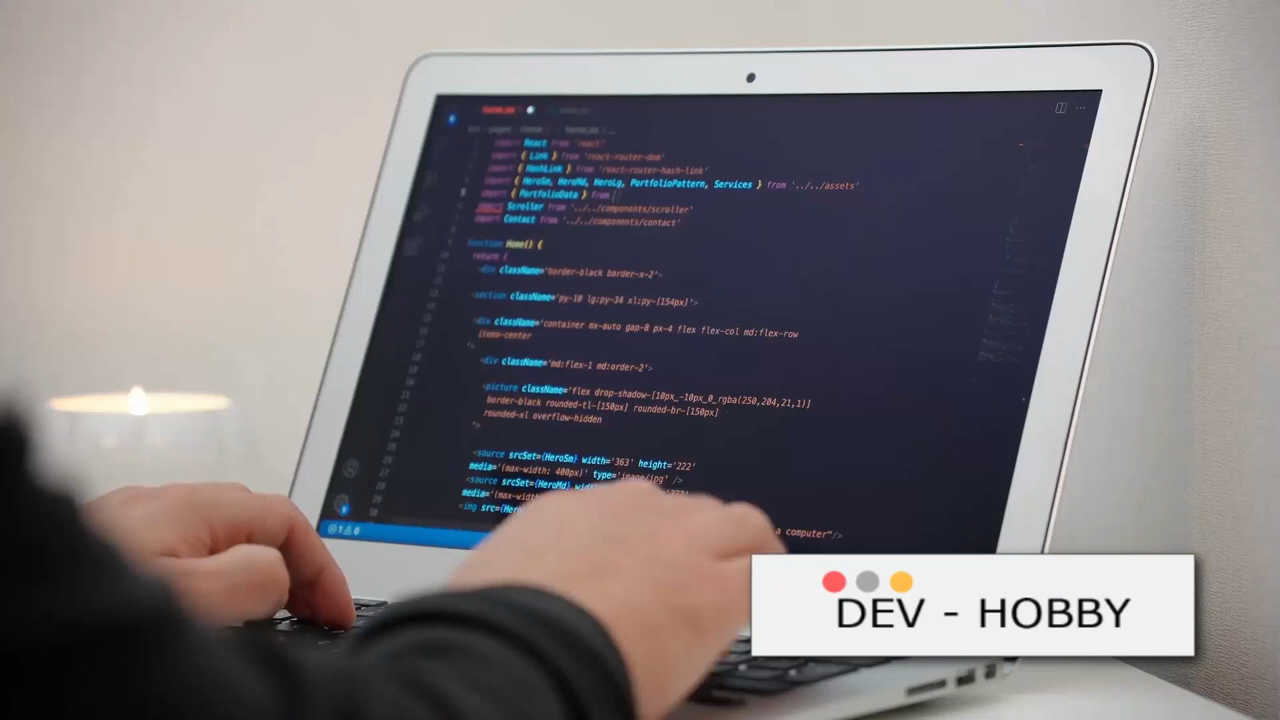 import React from 'react'
import { Link } from 'react-router-dom'
import { HashLink } from 'react-router-hash-link'
import { HeroSm, HeroMd, HeroLg, PortfolioPattern, Services } from '../../assets'
import { PortfolioData } from
import Scroller from '../../components/scroller'
import Contact from '../../components/contact'
function Home() {
return (
<div className='border-black border-x-2'>
<section className='py-10 lg:py-34 xl:py-[154px]'>
<div className='container mx-auto gap-8 px-4 flex flex-col md:flex-row
items-center
'>
<div className='md:flex-1 md:order-2'>
<picture className='flex drop-shadow-[10px_-10px_0_rgba(250,204,21,1)]
border-black rounded-tl-[150px] rounded-br-[150px]
rounded-xl overflow-hidden
'>
<source srcSet={HeroSm} width='363' height='222'
media='(max-width: 400px)' type='image/jpg' />
<source srcSet={HeroMd}
media='(max-width
<img src={Hero
a computer"/>
DEV - HOBBY